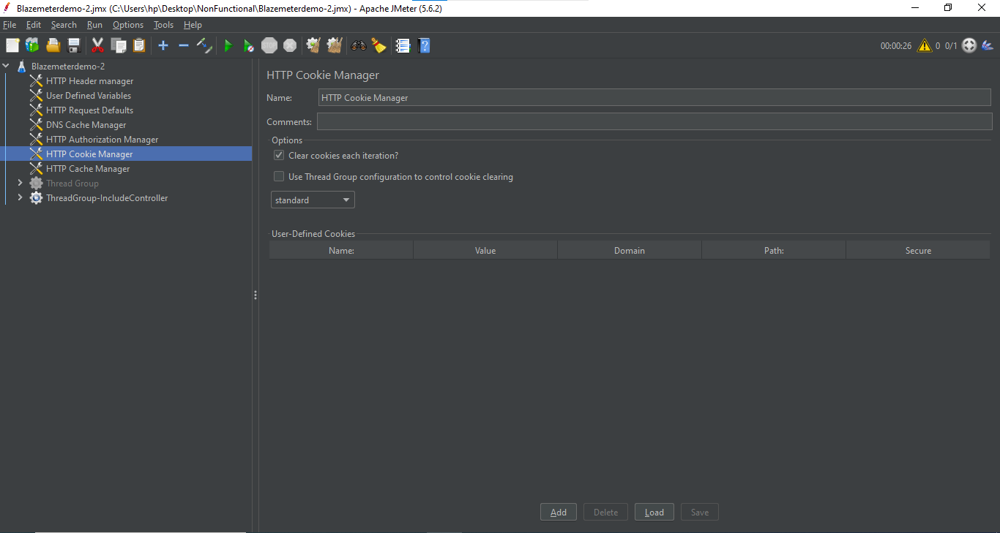 Blazemeterdemo-2.jmx (C:\Users\hp\Desktop\NonFunctional\Blazemeterdemo-2.jmx) - Apache JMeter (5.6.2)
File Edit Search Run Options Tools Help
STOP 00:00:26 0 0/1
Blazemeterdemo-2
HTTP Header manager
User Defined Variables
HTTP Request Defaults
DNS Cache Manager
HTTP Authorization Manager
HTTP Cookie Manager
HTTP Cache Manager
Thread Group
ThreadGroup-IncludeController
HTTP Cookie Manager
Name: HTTP Cookie Manager
Comments:
Options
Clear cookies each iteration?
Use Thread Group configuration to control cookie clearing
standard
User-Defined Cookies
Name: Value Domain Path: Secure
Add Delete Load Save